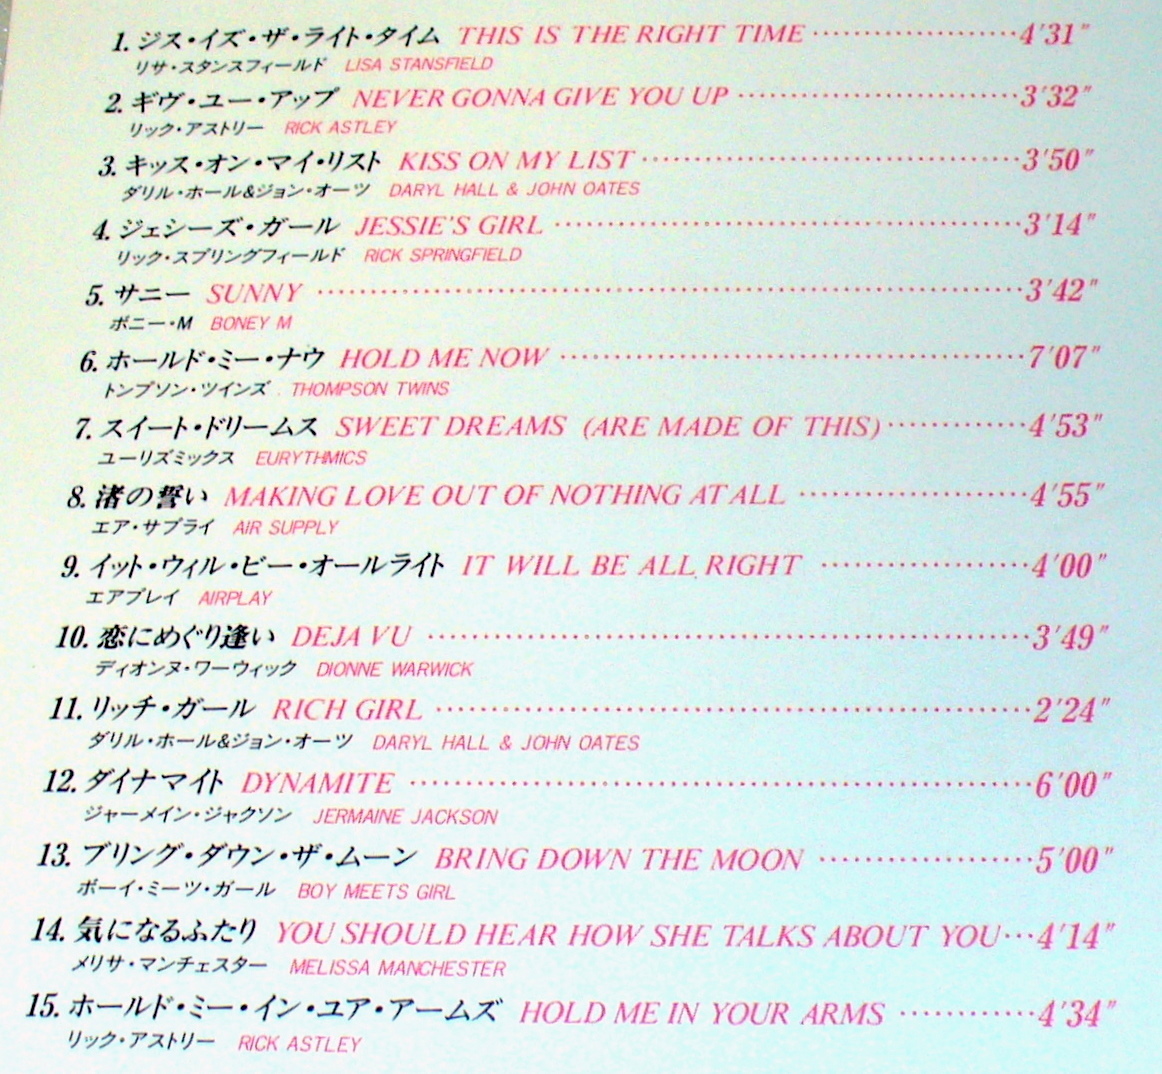 1. ジス・イズ・ザ・ライト・タイム THIS IS THE RIGHT TIME 4'31"
リサ・スタンスフィールド LISA STANSFIELD
2. ギヴ・ユー・アップ NEVER GONNA GIVE YOU UP 3'32"
リック・アストリー RICK ASTLEY
3. キッス・オン・マイ・リスト KISS ON MY LIST 3'50"
ダリル・ホール&ジョン・オーツ DARYL HALL & JOHN OATES
4. ジェシーズ・ガール JESSIE'S GIRL 3'14"
リック・スプリングフィールド RICK SPRINGFIELD
5. サニー SUNNY 3'42"
ボニー・M BONEY M
6. ホールド・ミー・ナウ HOLD ME NOW 7'07"
トンプソン・ツインズ THOMPSON TWINS
7. スイート・ドリームス SWEET DREAMS (ARE MADE OF THIS) 4'53"
ユーリズミックス EURYTHMICS
8. 渚の誓い MAKING LOVE OUT OF NOTHING AT ALL 4'55"
エア・サプライ AIR SUPPLY
9. イット・ウィル・ビー・オールライト IT WILL BE ALL RIGHT 4'00"
エアプレイ AIRPLAY
10. 恋にめぐり逢い DEJA VU 3'49"
ディオンヌ・ワーウィック DIONNE WARWICK
11. リッチ・ガール RICH GIRL 2'24"
ダリル・ホール&ジョン・オーツ DARYL HALL & JOHN OATES
12. ダイナマイト DYNAMITE 6'00"
ジャーメイン・ジャクソン JERMAINE JACKSON
13. ブリング・ダウン・ザ・ムーン BRING DOWN THE MOON 5'00"
ボーイ・ミーツ・ガール BOY MEETS GIRL
14. 気になるふたり YOU SHOULD HEAR HOW SHE TALKS ABOUT YOU 4'14"
メリサ・マンチェスター MELISSA MANCHESTER
15. ホールド・ミー・イン・ユア・アームズ HOLD ME IN YOUR ARMS 4'34"
リック・アストリー RICK ASTLEY